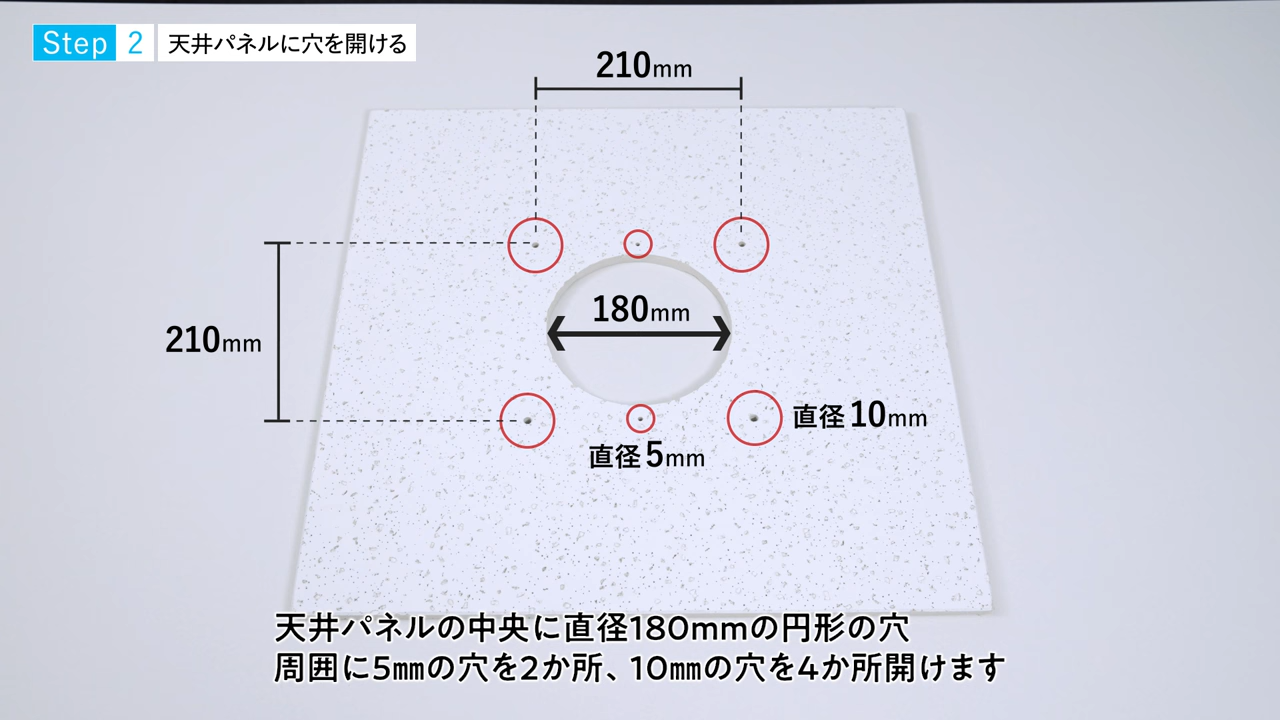 Step 2 天井パネルに穴を開ける
210mm
180mm
210mm
直径10mm
直径5mm
天井パネルの中央に直径180mmの円形の穴
周囲に5㎜の穴を2か所、10㎜の穴を4か所開けます